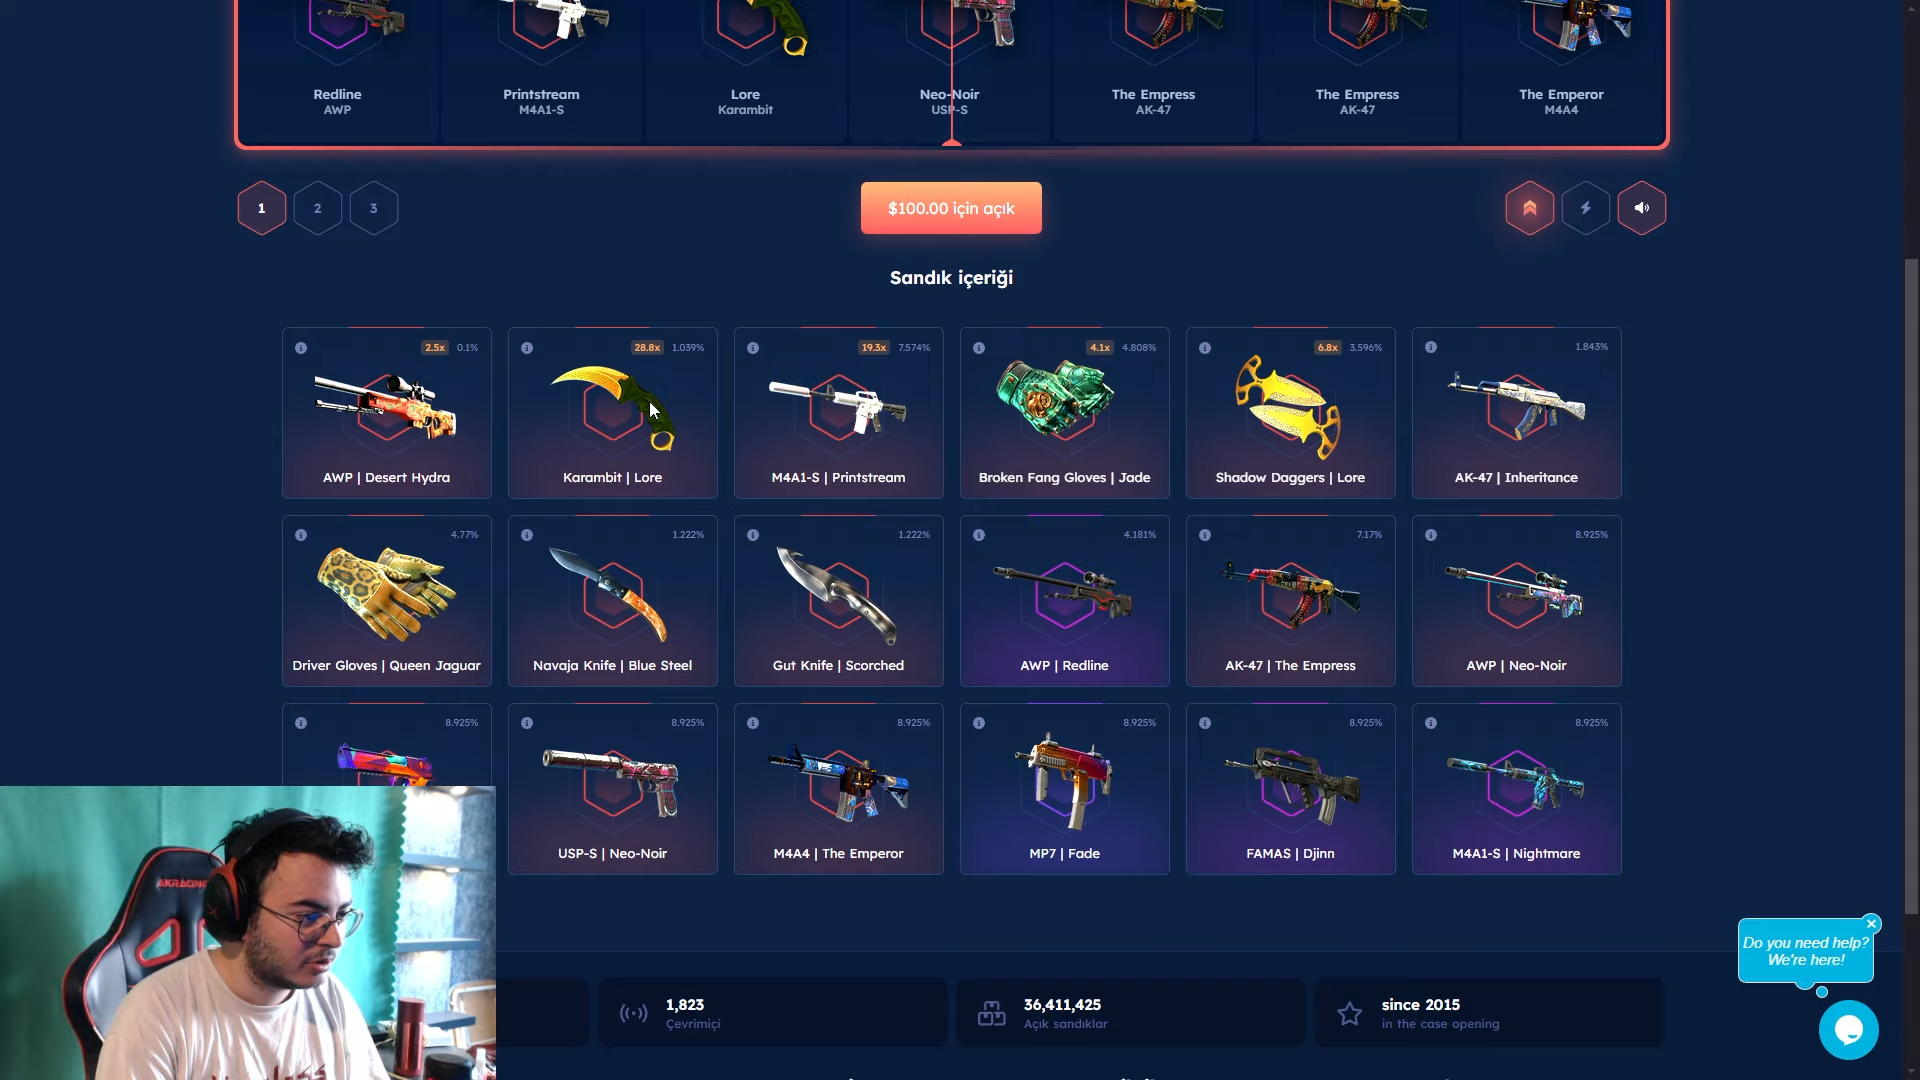 Redline
AWP
Printstream
M4A1-S
Lore
Karambit
Neo-Noir
USP-S
The Empress
AK-47
The Empress
AK-47
The Emperor
M4A4
1
2
3
$100.00 için açık
Sandık içeriği
2.5x 0.1%
AWP | Desert Hydra
28.8x 1.039%
Karambit | Lore
19.3x 7.574%
M4A1-S | Printstream
4.1x 4.808%
Broken Fang Gloves | Jade
6.8x 3.596%
Shadow Daggers | Lore
1.843%
AK-47 | Inheritance
4.77%
Driver Gloves | Queen Jaguar
1.222%
Navaja Knife | Blue Steel
1.222%
Gut Knife | Scorched
4.181%
AWP | Redline
7.17%
AK-47 | The Empress
8.925%
AWP | Neo-Noir
8.925%
8.925%
USP-S | Neo-Noir
8.925%
M4A4 | The Emperor
8.925%
MP7 | Fade
8.925%
FAMAS | Djinn
8.925%
M4A1-S | Nightmare
AKRACING
Do you need help?
We're here!
1,823
Çevrimiçi
36,411,425
Açık sandıklar
since 2015
in the case opening